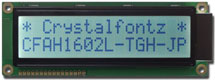 * Crystalfontz *
CFAH1602L-TGH-JP